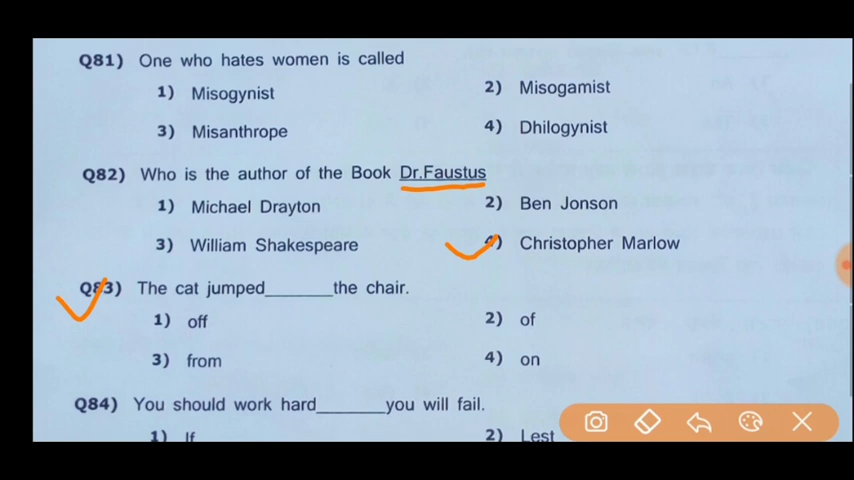 Q81) One who hates women is called
1) Misogynist 2) Misogamist
3) Misanthrope 4) Dhilogynist
Q82) Who is the author of the Book Dr.Faustus
1) Michael Drayton 2) Ben Jonson
3) William Shakespeare 4) Christopher Marlow
Q83) The cat jumped_______the chair.
1) off 2) of
3) from 4) on
Q84) You should work hard_______you will fail.
1) If 2) Lest